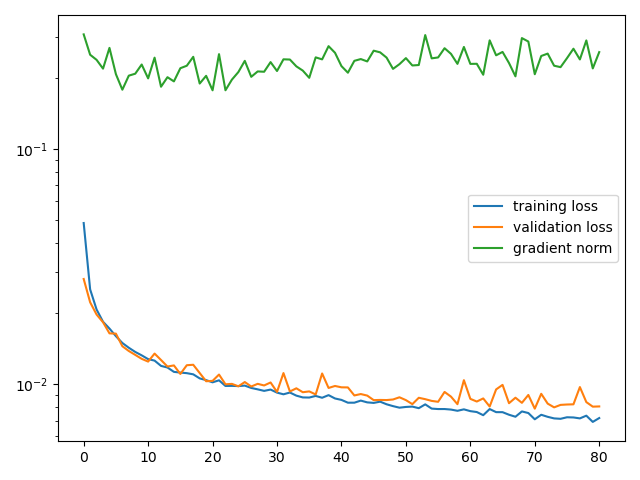 10⁻¹
10⁻²
training loss
validation loss
gradient norm
0 10 20 30 40 50 60 70 80